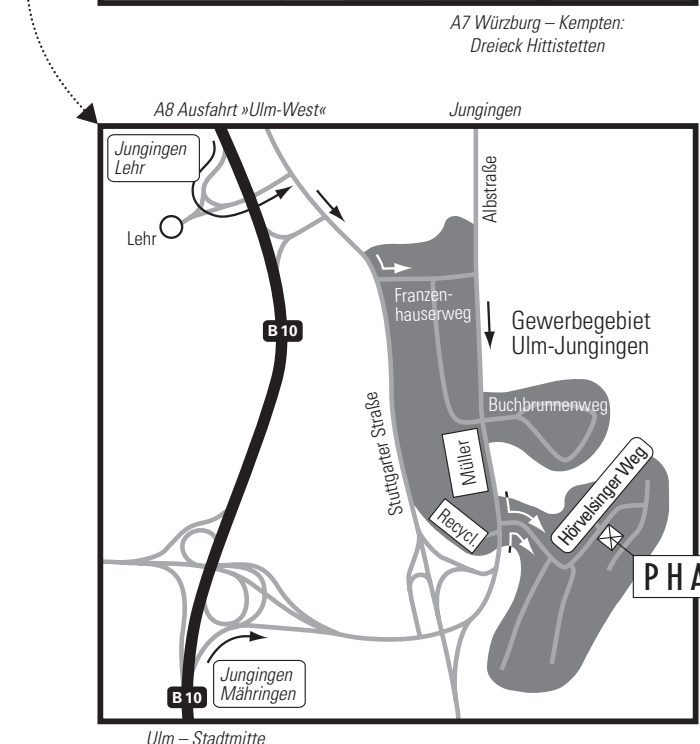 A7 Würzburg – Kempten:
Dreieck Hittistetten
A8 Ausfahrt »Ulm-West«
Jungingen
Jungingen
Lehr
Albstraße
Lehr
Franzen-
hauserweg
Gewerbegebiet
Ulm-Jungingen
B 10
Buchbrunnenweg
Stuttgarter Straße
Müller
Hörvelsinger Weg
Recycl.
PHA
Jungingen
Mähringen
B 10
Ulm – Stadtmitte